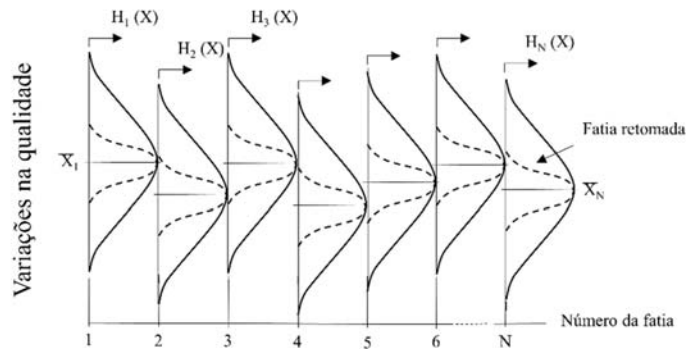 H₁ (X)
H₂ (X)
H₃ (X)
H_N (X)
Variações na qualidade
X̅₁
Fatia retomada
X̅_N
Número da fatia
1 2 3 4 5 6 N